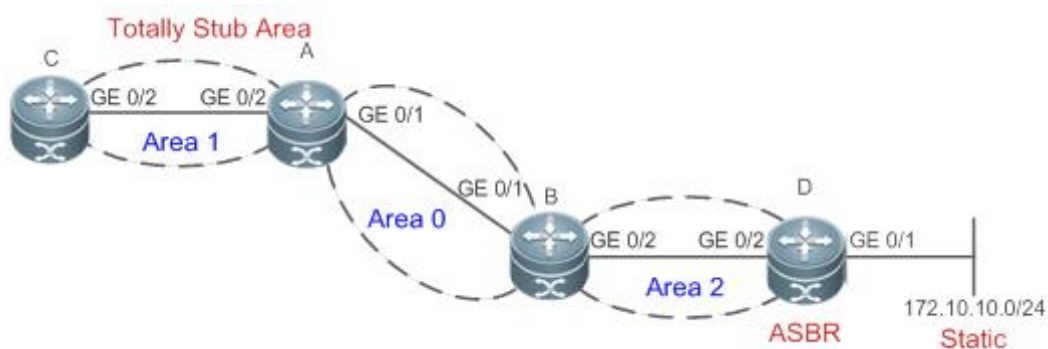 Totally Stub Area
C
A
GE 0/2
GE 0/2
GE 0/1
Area 1
GE 0/1
B
D
Area 0
GE 0/2
GE 0/2
GE 0/1
Area 2
172.10.10.0/24
ASBR
Static